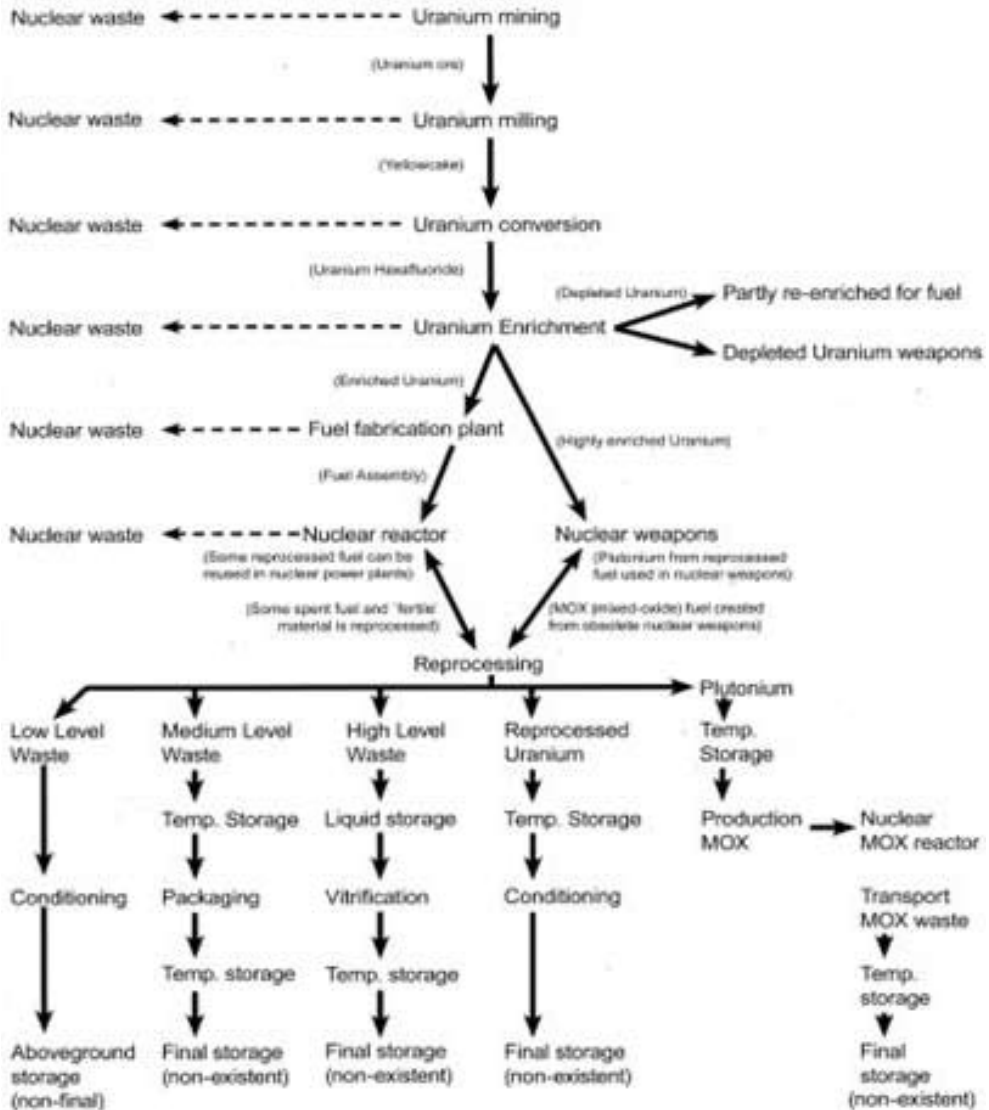 Nuclear waste
Uranium mining
(Uranium ore)
Nuclear waste
Uranium milling
(Yellowcake)
Nuclear waste
Uranium conversion
(Uranium Hexafluoride)
(Depleted Uranium)
Partly re-enriched for fuel
Nuclear waste
Uranium Enrichment
Depleted Uranium weapons
(Enriched Uranium)
Nuclear waste
Fuel fabrication plant
(Highly enriched Uranium)
(Fuel Assembly)
Nuclear waste
Nuclear reactor
Nuclear weapons
(Some reprocessed fuel can be
reused in nuclear power plants)
(Plutonium from reprocessed
fuel used in nuclear weapons)
(Some spent fuel and `fertile'
material is reprocessed)
(MOX (mixed-oxide) fuel created
from obsolete nuclear weapons)
Reprocessing
Plutonium
Low Level
Waste
Medium Level
Waste
High Level
Waste
Reprocessed
Uranium
Temp.
Storage
Temp. Storage
Liquid storage
Temp. Storage
Production
MOX
Nuclear
MOX reactor
Conditioning
Packaging
Vitrification
Conditioning
Transport
MOX waste
Temp. storage
Temp. storage
Temp.
storage
Aboveground
storage
(non-final)
Final storage
(non-existent)
Final storage
(non-existent)
Final storage
(non-existent)
Final
storage
(non-existent)